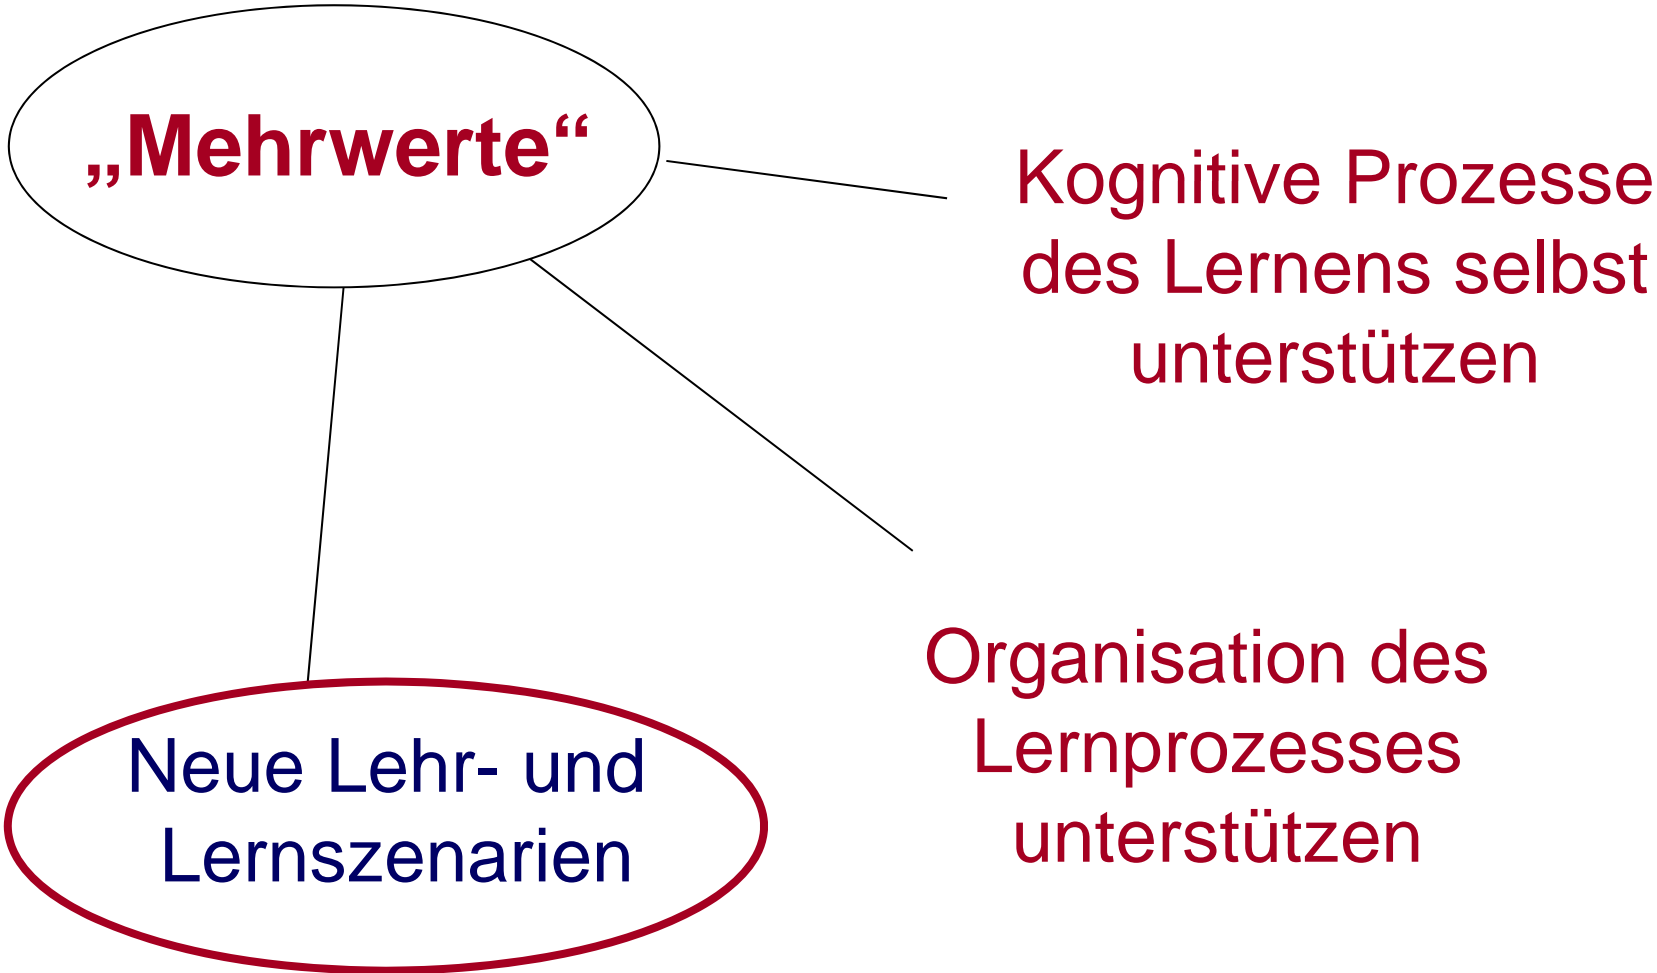 „Mehrwerte“
Kognitive Prozesse
des Lernens selbst
unterstützen
Organisation des
Lernprozesses
unterstützen
Neue Lehr- und
Lernszenarien